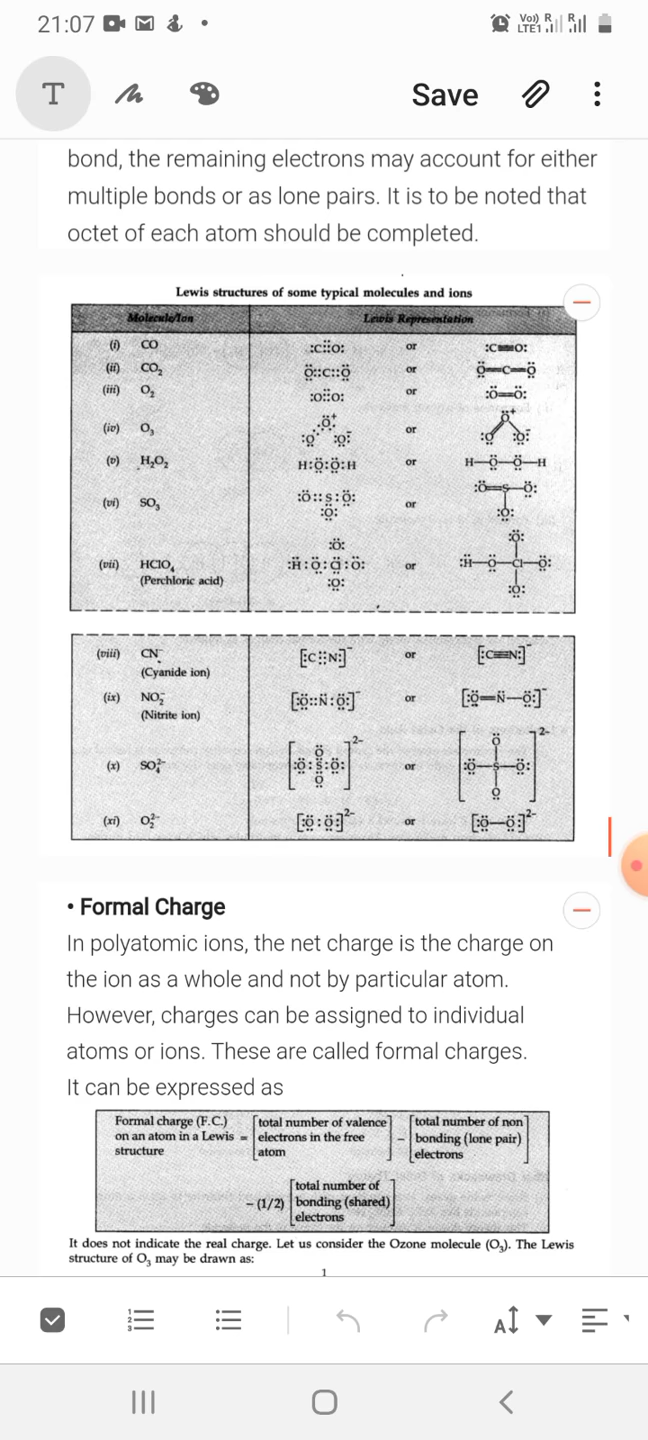 21:07
Vo)) R R
LTE1
T
Save
bond, the remaining electrons may account for either
multiple bonds or as lone pairs. It is to be noted that
octet of each atom should be completed.
Lewis structures of some typical molecules and ions
Molecule/Ion Lewis Representation
(i) CO :C⁝⁝O: or :C≡O:
(ii) CO₂ Ö::C::Ö or Ö=C=Ö
(iii) O₂ or
(iv) O₃ or
(v) H₂O₂ H:Ö:Ö:H or H—Ö—Ö—H
(vi) SO₃ or
(vii) HClO₄ or
(Perchloric acid)
(viii) CN⁻ or
(Cyanide ion)
(ix) NO₂⁻ or
(Nitrite ion)
(x) SO₄²⁻ or
(xi) O₂²⁻ or
• Formal Charge
In polyatomic ions, the net charge is the charge on
the ion as a whole and not by particular atom.
However, charges can be assigned to individual
atoms or ions. These are called formal charges.
It can be expressed as
Formal charge (F.C.) [total number of valence] [total number of non]
on an atom in a Lewis = electrons in the free − bonding (lone pair)
structure atom electrons
[total number of]
− (1/2) bonding (shared)
electrons
It does not indicate the real charge. Let us consider the Ozone molecule (O₃). The Lewis
structure of O₃ may be drawn as:
1
1
2
3
A